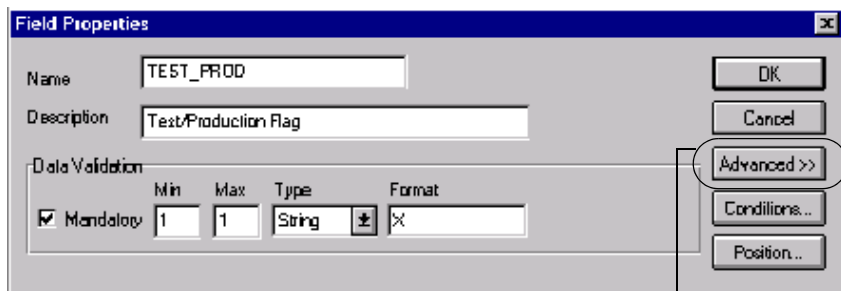 Field Properties
Name TEST_PROD OK
Description Test/Production Flag Cancel
Data Validation Advanced >>
Min Max Type Format
Mandatory 1 1 String X Conditions...
Position...